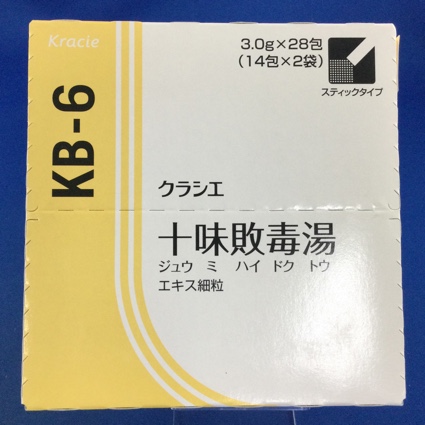 Kracie
3.0g×28包
(14包×2袋)
スティックタイプ
KB-6
クラシエ
十味敗毒湯
ジュウ ミ ハイ ドク トウ
エキス細粒